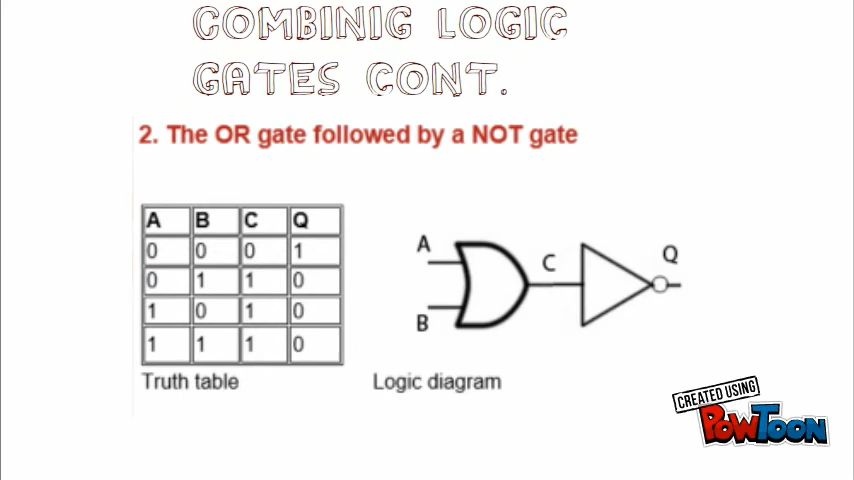 COMBINIG LOGIC
GATES CONT.
2. The OR gate followed by a NOT gate
A B C Q
0 0 0 1
0 1 1 0
1 0 1 0
1 1 1 0
Truth table
A
B
C
Q
Logic diagram
CREATED USING
POWTOON